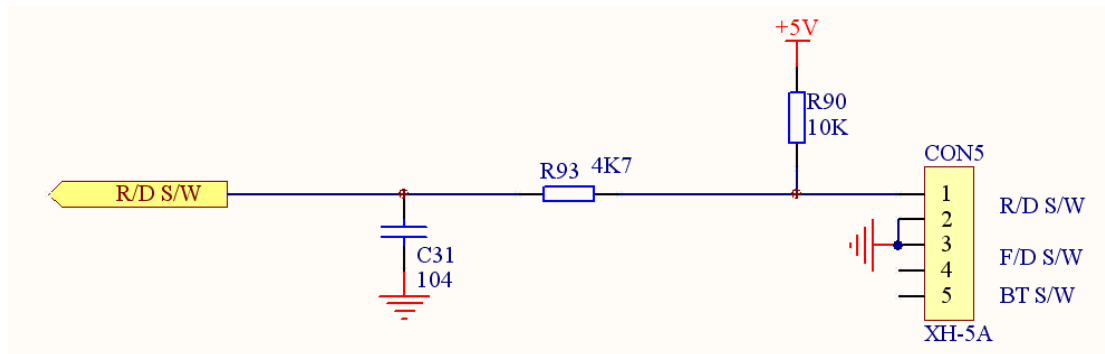 +5V
R90
10K
CON5
R93 4K7
R/D S/W
1
R/D S/W
2
3
F/D S/W
4
C31
104
5
BT S/W
XH-5A